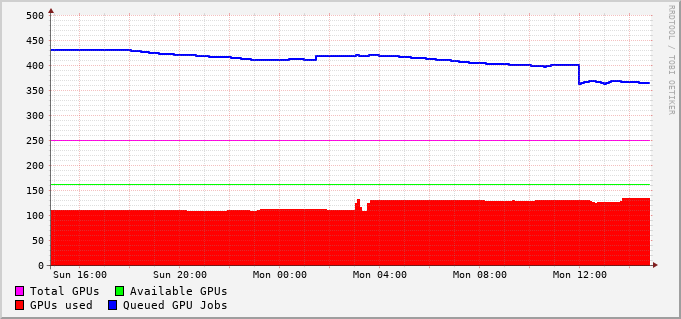 500
450
400
350
300
250
200
150
100
50
0
Sun 16:00 Sun 20:00 Mon 00:00 Mon 04:00 Mon 08:00 Mon 12:00
Total GPUs Available GPUs
GPUs used Queued GPU Jobs
RRDTOOL / TOBI OETIKER